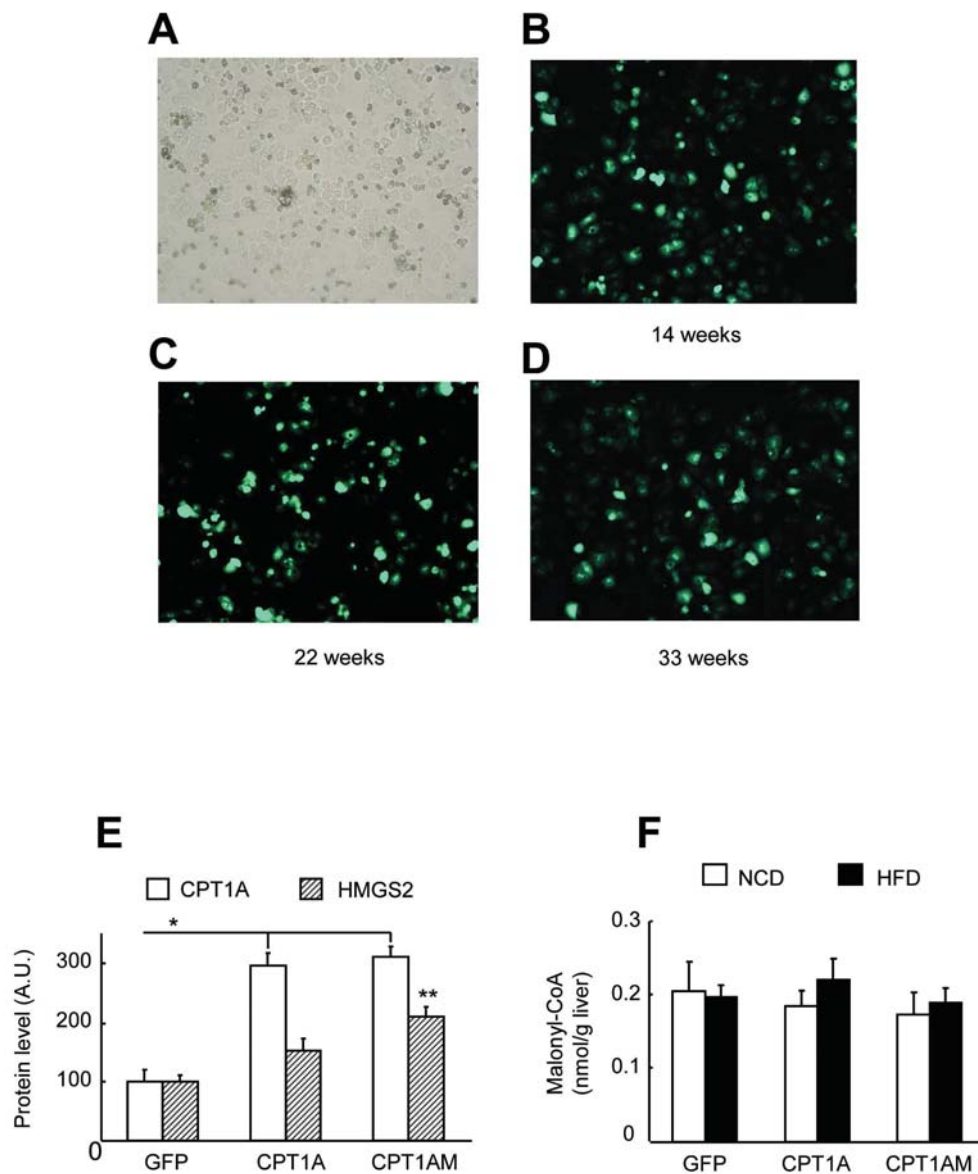 A
B
14 weeks
C
D
22 weeks
33 weeks
E
CPT1A HMGS2
*
**
Protein level (A.U.)
300
200
100
0
GFP CPT1A CPT1AM
F
NCD HFD
Malonyl-CoA
(nmol/g liver)
0.3
0.2
0.1
0
GFP CPT1A CPT1AM